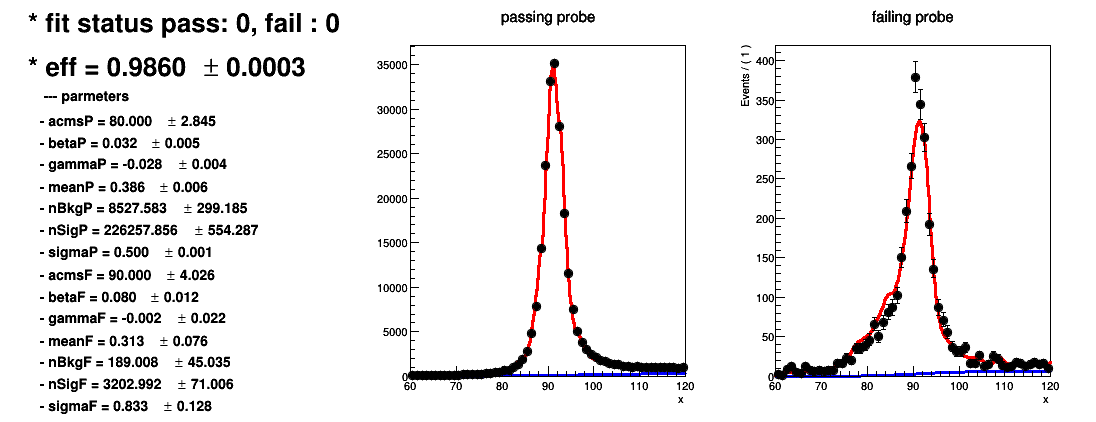 * fit status pass: 0, fail : 0
* eff = 0.9860 ± 0.0003
--- parmeters
- acmsP = 80.000 ± 2.845
- betaP = 0.032 ± 0.005
- gammaP = -0.028 ± 0.004
- meanP = 0.386 ± 0.006
- nBkgP = 8527.583 ± 299.185
- nSigP = 226257.856 ± 554.287
- sigmaP = 0.500 ± 0.001
- acmsF = 90.000 ± 4.026
- betaF = 0.080 ± 0.012
- gammaF = -0.002 ± 0.022
- meanF = 0.313 ± 0.076
- nBkgF = 189.008 ± 45.035
- nSigF = 3202.992 ± 71.006
- sigmaF = 0.833 ± 0.128
passing probe
35000
30000
25000
20000
15000
10000
5000
0
60 70 80 90 100 110 120
x
failing probe
Events / ( 1 )
400
350
300
250
200
150
100
50
0
60 70 80 90 100 110 120
x